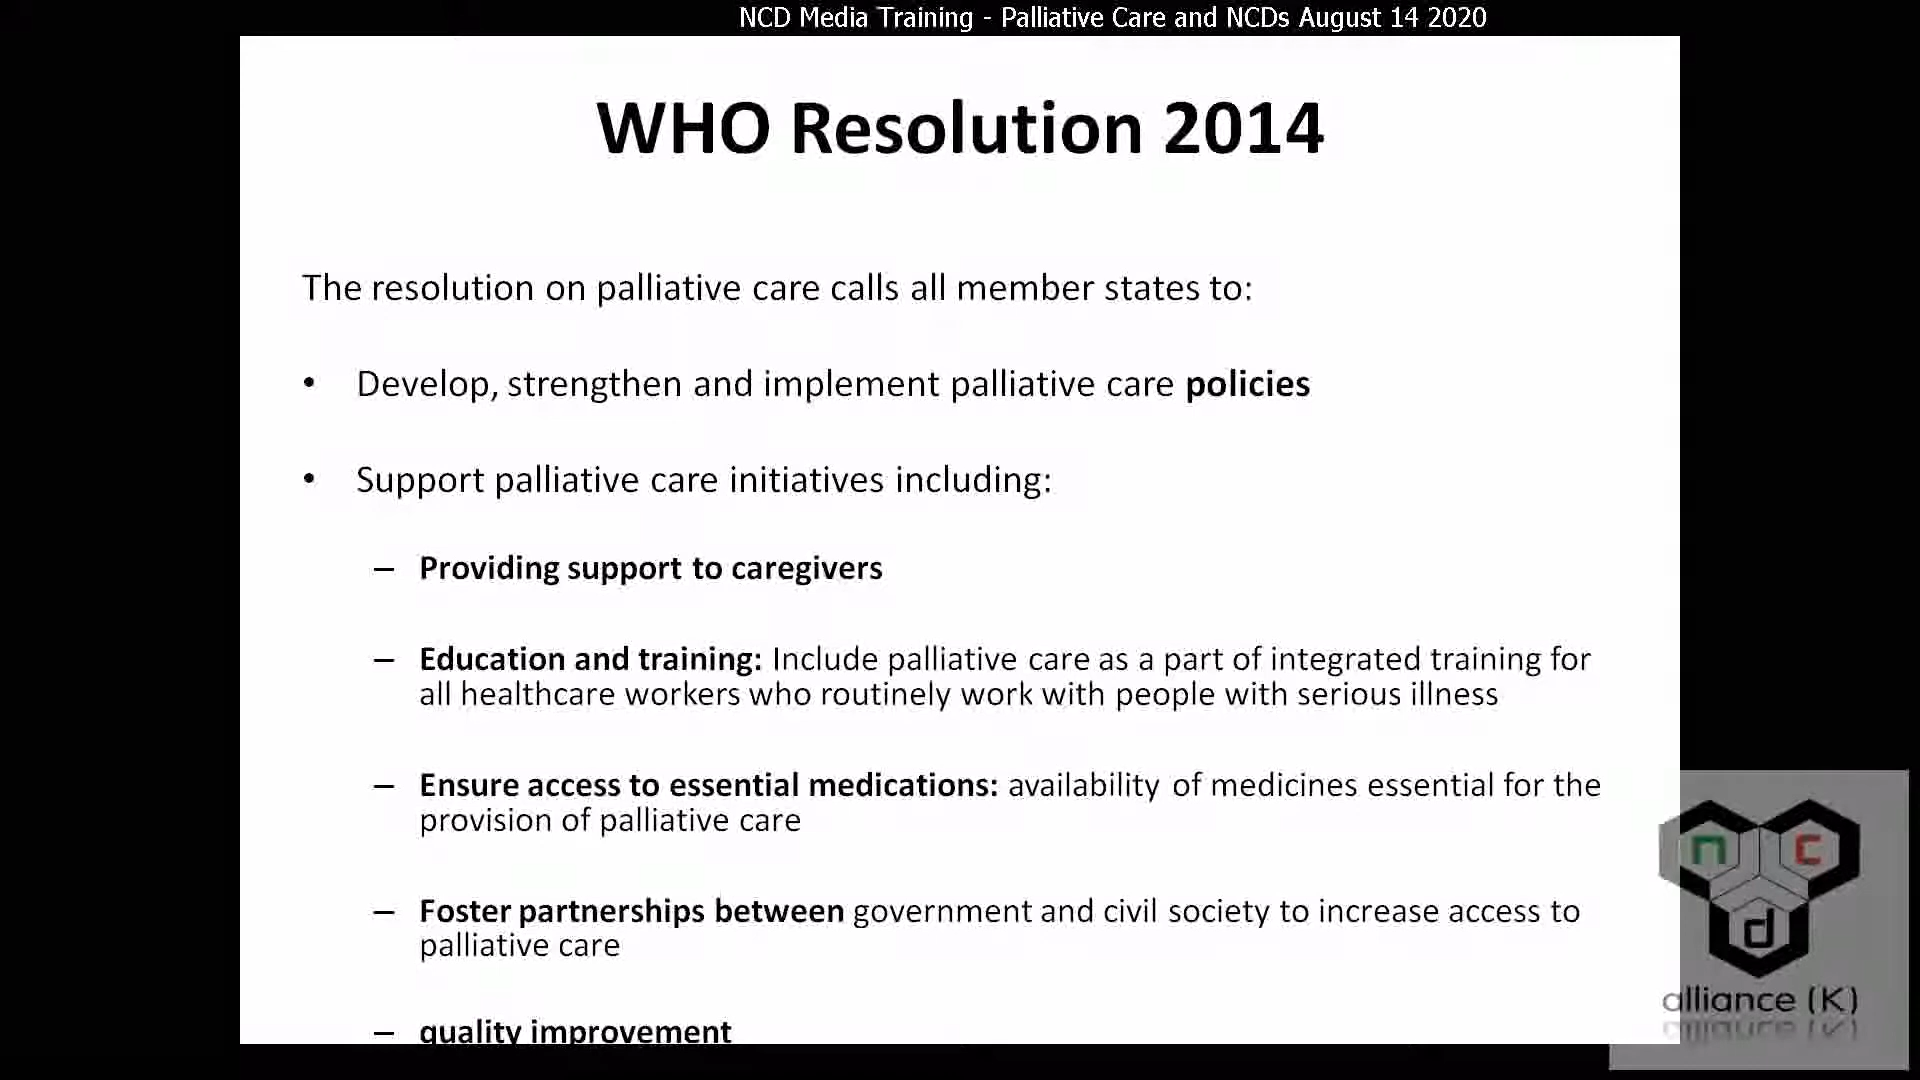 NCD Media Training - Palliative Care and NCDs August 14 2020
WHO Resolution 2014
The resolution on palliative care calls all member states to:
• Develop, strengthen and implement palliative care policies
• Support palliative care initiatives including:
– Providing support to caregivers
– Education and training: Include palliative care as a part of integrated training for
all healthcare workers who routinely work with people with serious illness
– Ensure access to essential medications: availability of medicines essential for the
provision of palliative care
– Foster partnerships between government and civil society to increase access to
palliative care
– quality improvement
n c
d
alliance (K)